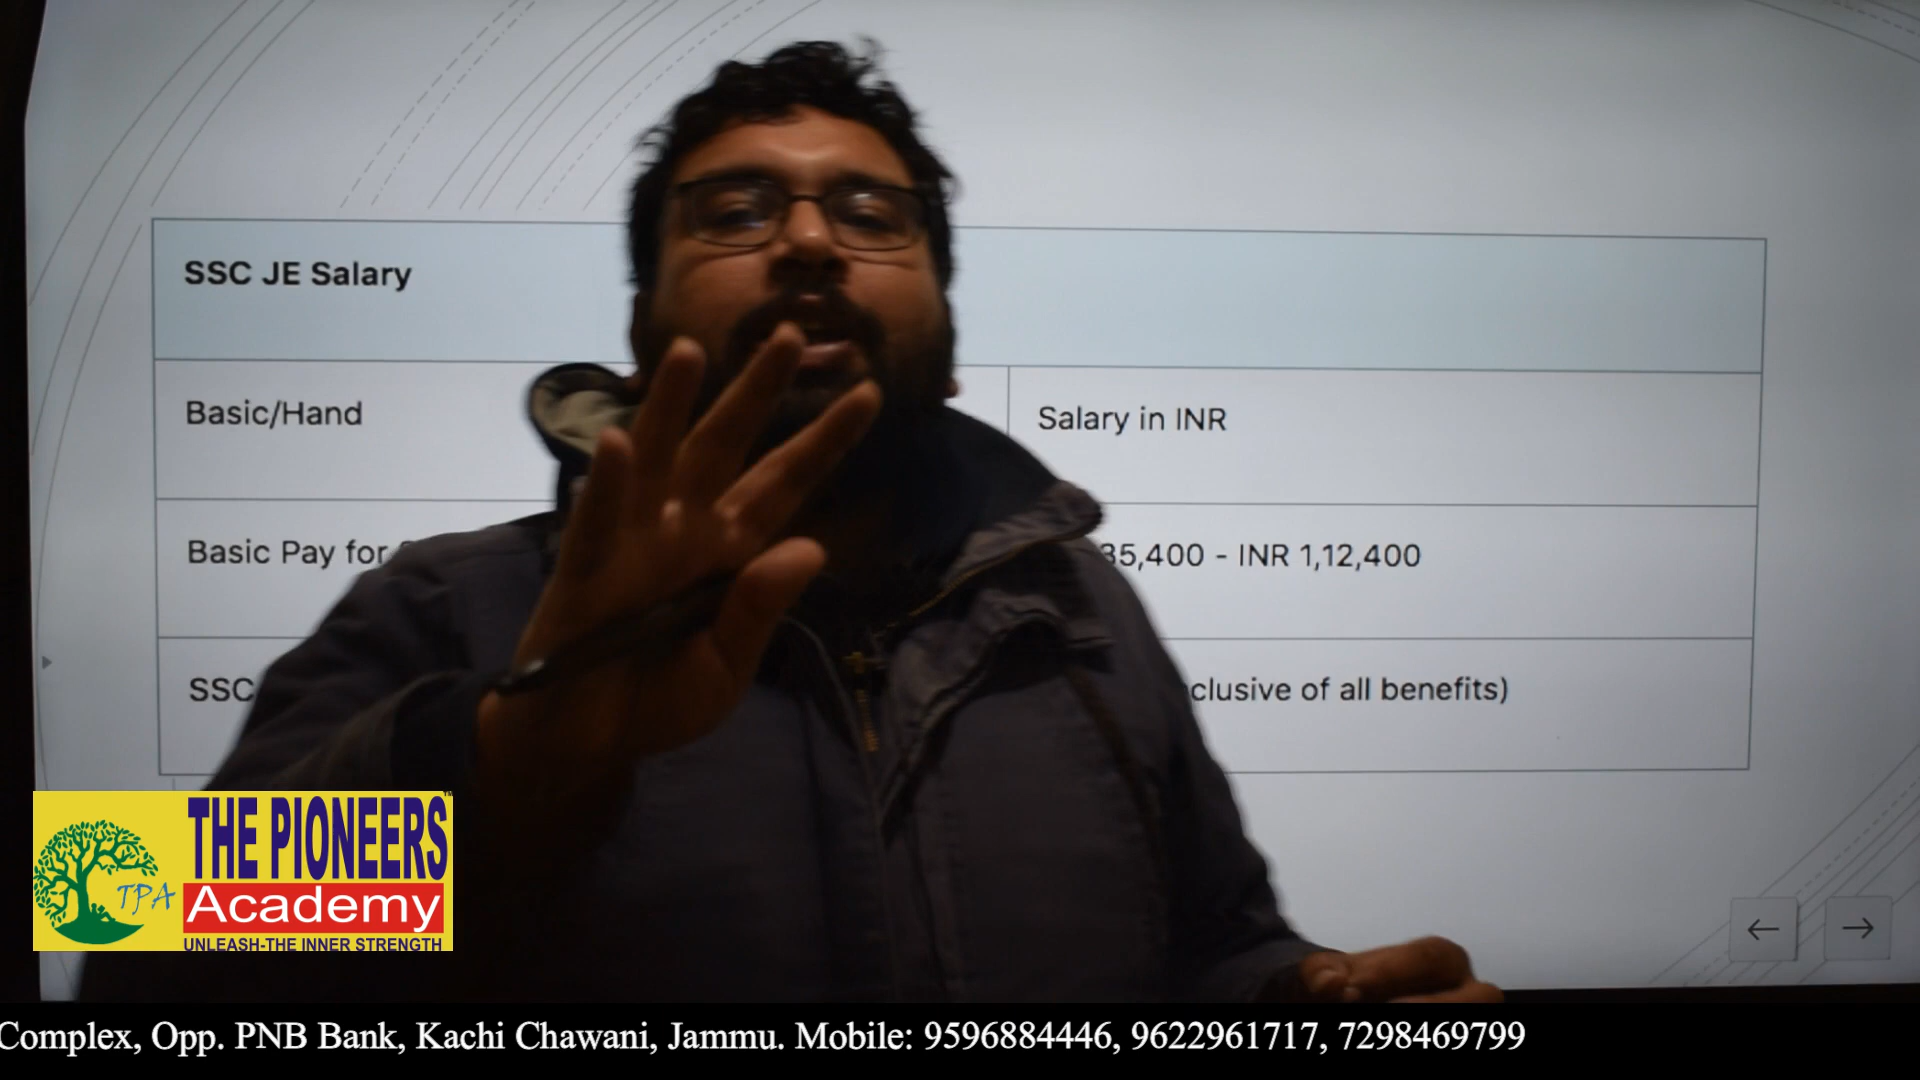 SSC JE Salary
Basic/Hand
Salary in INR
Basic Pay for
35,400 - INR 1,12,400
SSC
clusive of all benefits)
THE PIONEERS
TM
TPA
Academy
UNLEASH-THE INNER STRENGTH
Complex, Opp. PNB Bank, Kachi Chawani, Jammu. Mobile: 9596884446, 9622961717, 7298469799